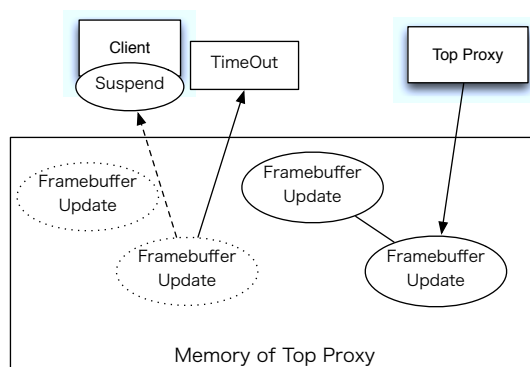 Client
Suspend
TimeOut
Top Proxy
Framebuffer
Update
Framebuffer
Update
Framebuffer
Update
Framebuffer
Update
Memory of Top Proxy